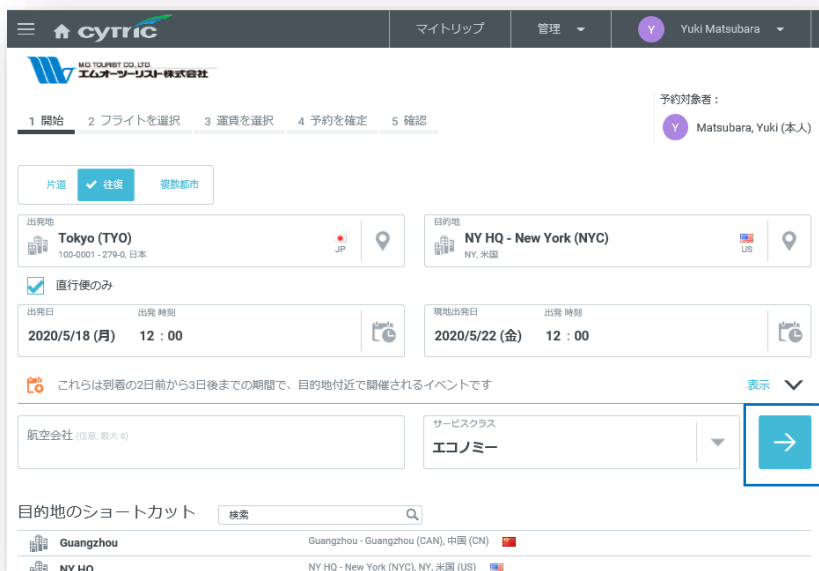 cytric マイトリップ 管理 Y Yuki Matsubara
M.O.TOURIST CO.,LTD.
エムオーツーリスト株式会社
予約対象者：
1 開始 2 フライトを選択 3 運賃を選択 4 予約を確定 5 確認
Y Matsubara, Yuki (本人)
片道 往復 複数都市
出発地 目的地
Tokyo (TYO) JP NY HQ - New York (NYC) US
100-0001 - 279-0, 日本 NY, 米国
直行便のみ
出発日 出発 時刻 現地出発日 出発 時刻
2020/5/18 (月) 12 : 00 2020/5/22 (金) 12 : 00
これらは到着の2日前から3日後までの期間で、目的地付近で開催されるイベントです 表示
航空会社 (任意, 最大 6) サービスクラス
エコノミー
目的地のショートカット 検索
Guangzhou Guangzhou - Guangzhou (CAN), 中国 (CN)
NY HQ NY HQ - New York (NYC), NY, 米国 (US)